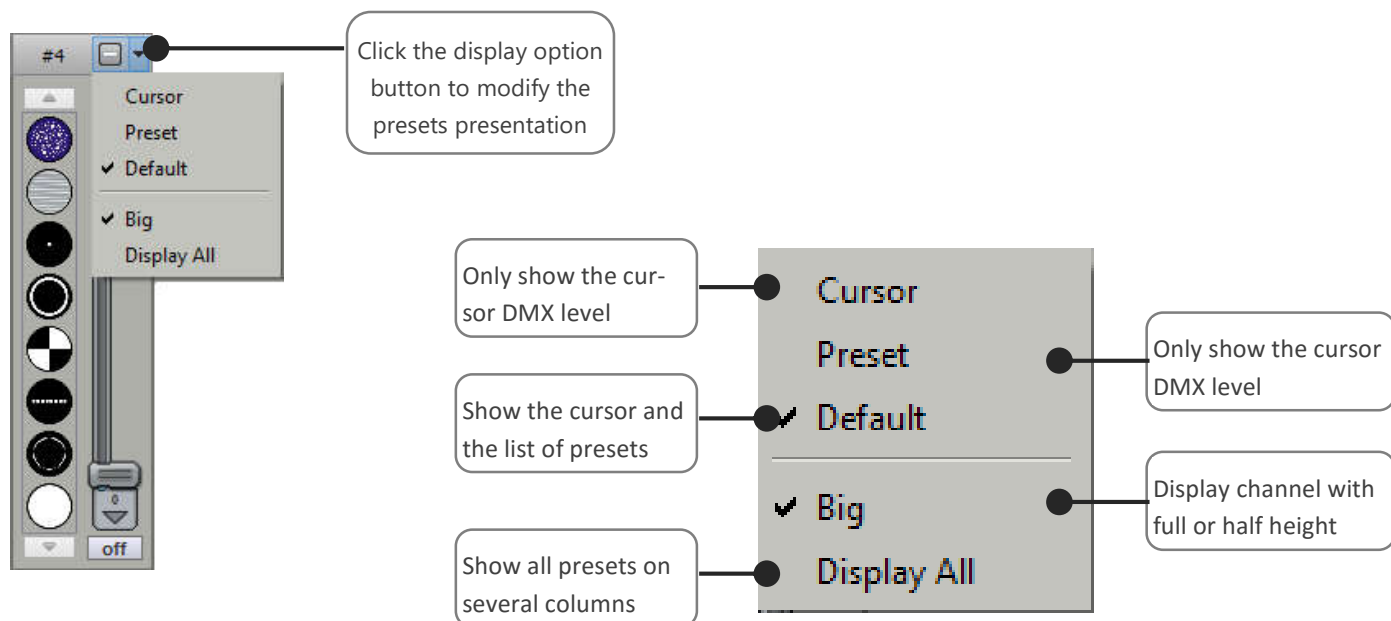 #4
Cursor
Preset
Default
Big
Display All
0
off
Click the display option
button to modify the
presets presentation
Only show the cur-
sor DMX level
Show the cursor and
the list of presets
Show all presets on
several columns
Cursor
Preset
Default
Big
Display All
Only show the cursor
DMX level
Display channel with
full or half height